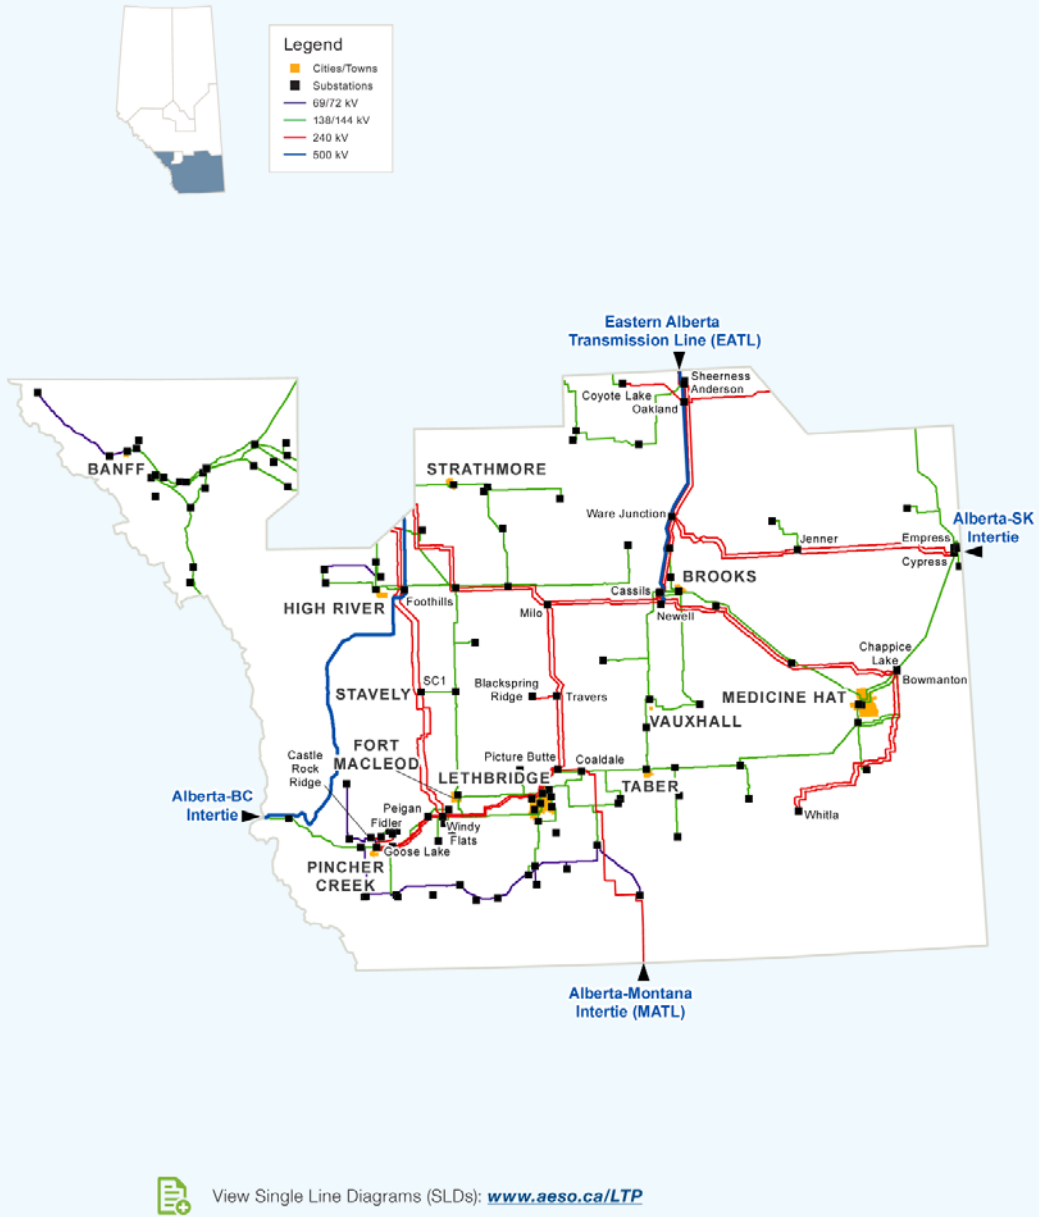 Legend
Cities/Towns
Substations
69/72 kV
138/144 kV
240 kV
500 kV
Eastern Alberta
Transmission Line (EATL)
Sheerness
Anderson
Coyote Lake
Oakland
BANFF
STRATHMORE
Ware Junction
Alberta-SK
Intertie
Jenner
Empress
Cypress
BROOKS
HIGH RIVER
Foothills
Cassils
Milo
Newell
Chappice
Lake
Bowmanton
SC1
STAVELY
Blackspring
Ridge
Travers
MEDICINE HAT
VAUXHALL
FORT
MACLEOD
Castle
Rock
Ridge
Picture Butte
Coaldale
LETHBRIDGE
TABER
Alberta-BC
Intertie
Peigan
Fidler
Windy
Flats
Whitla
Goose Lake
PINCHER
CREEK
Alberta-Montana
Intertie (MATL)
View Single Line Diagrams (SLDs): www.aeso.ca/LTP